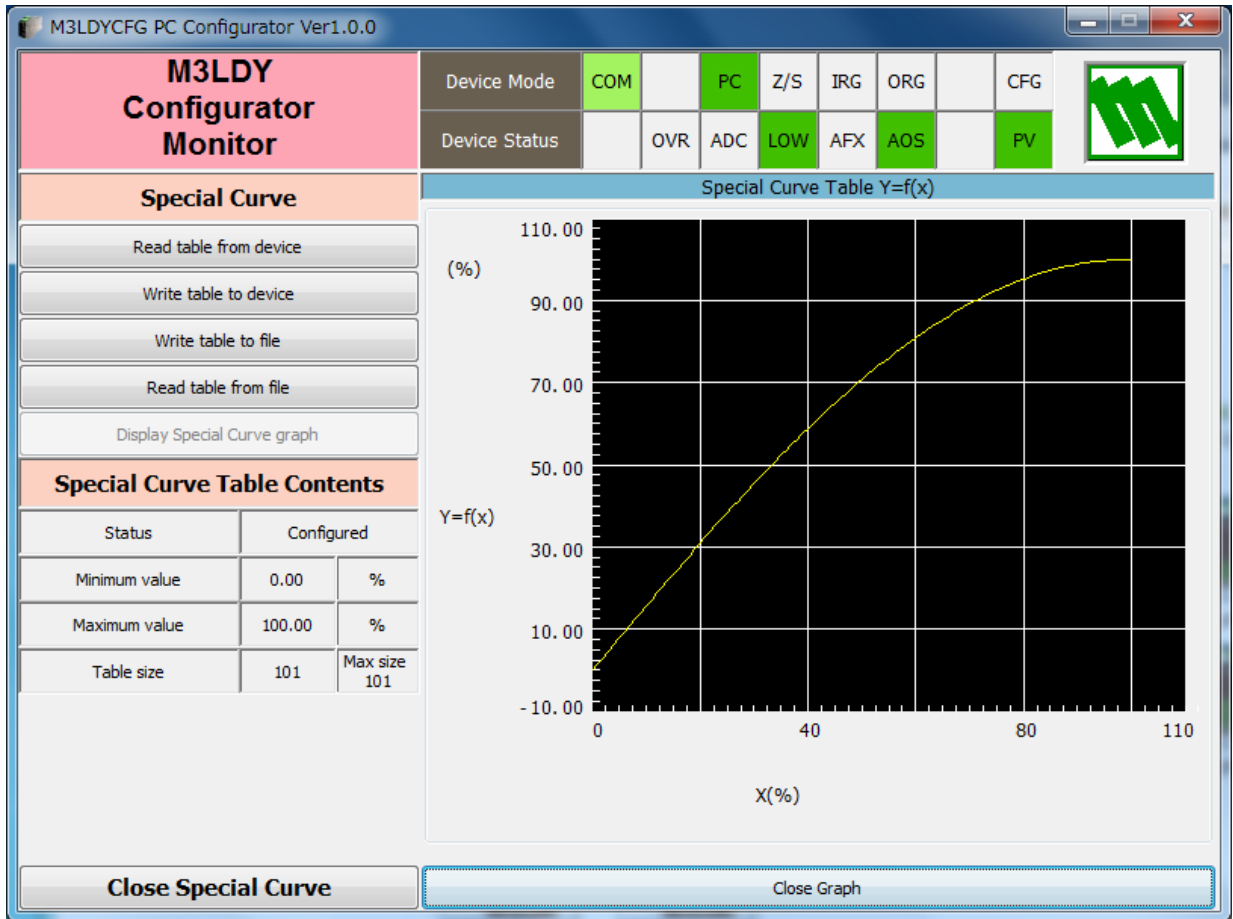 M3LDYCFG PC Configurator Ver1.0.0
M3LDY
Configurator
Monitor
Device Mode COM PC Z/S IRG ORG CFG
Device Status OVR ADC LOW AFX AOS PV
Special Curve
Read table from device
Write table to device
Write table to file
Read table from file
Display Special Curve graph
Special Curve Table Contents
Status Configured
Minimum value 0.00 %
Maximum value 100.00 %
Table size 101 Max size
101
Close Special Curve
Special Curve Table Y=f(x)
110.00
(%)
90.00
70.00
50.00
Y=f(x)
30.00
10.00
-10.00
0 40 80 110
X(%)
Close Graph